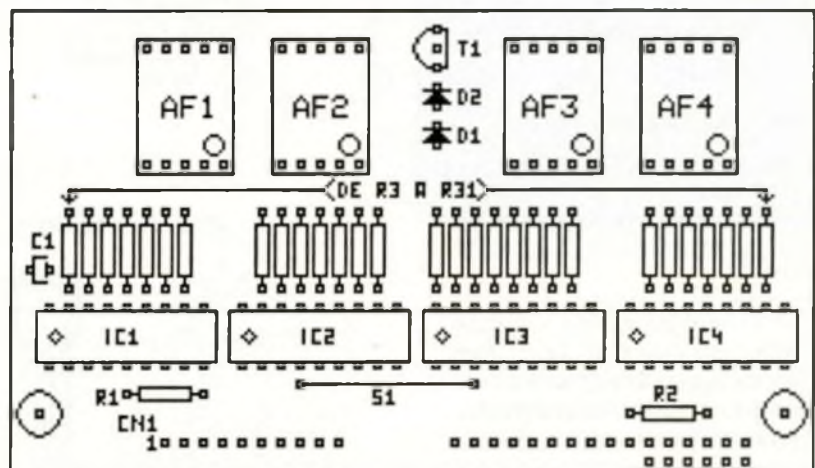 T1
AF1 AF2 AF3 AF4
D2
D1
DE R3 A R31
C1
IC1 IC2 IC3 IC4
R1 S1 R2
CN1
1